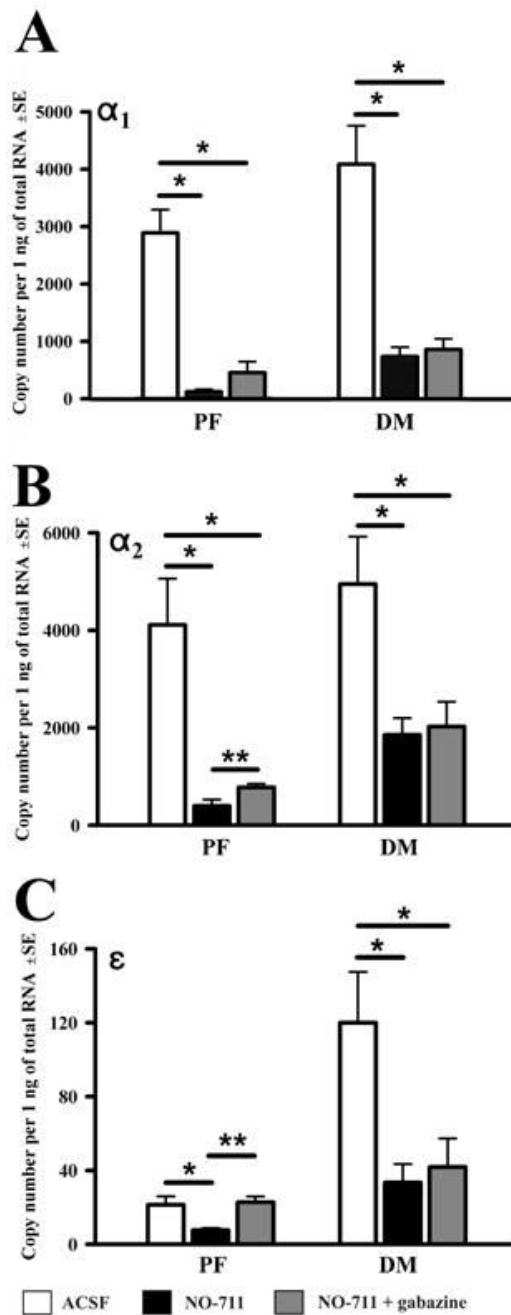 A
α1
Copy number per 1 ng of total RNA ±SE
5000
4000
3000
2000
1000
0
*
*
*
*
PF
DM
B
α2
Copy number per 1 ng of total RNA ±SE
6000
4000
2000
0
*
*
**
*
*
PF
DM
C
ε
Copy number per 1 ng of total RNA ±SE
160
120
80
40
0
*
**
*
*
PF
DM
ACSF
NO-711
NO-711 + gabazine